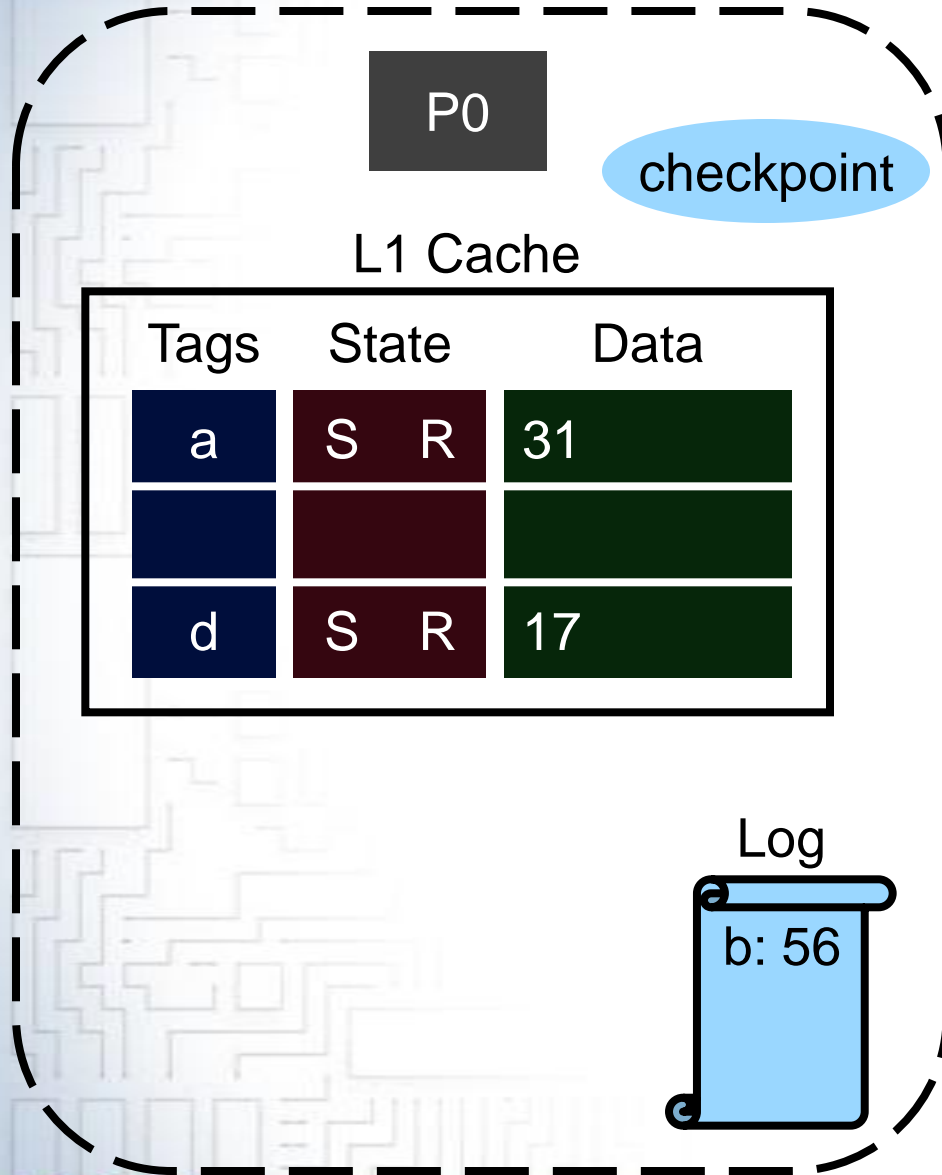 P0
checkpoint
L1 Cache
Tags State Data
a S R 31
d S R 17
Log
b: 56